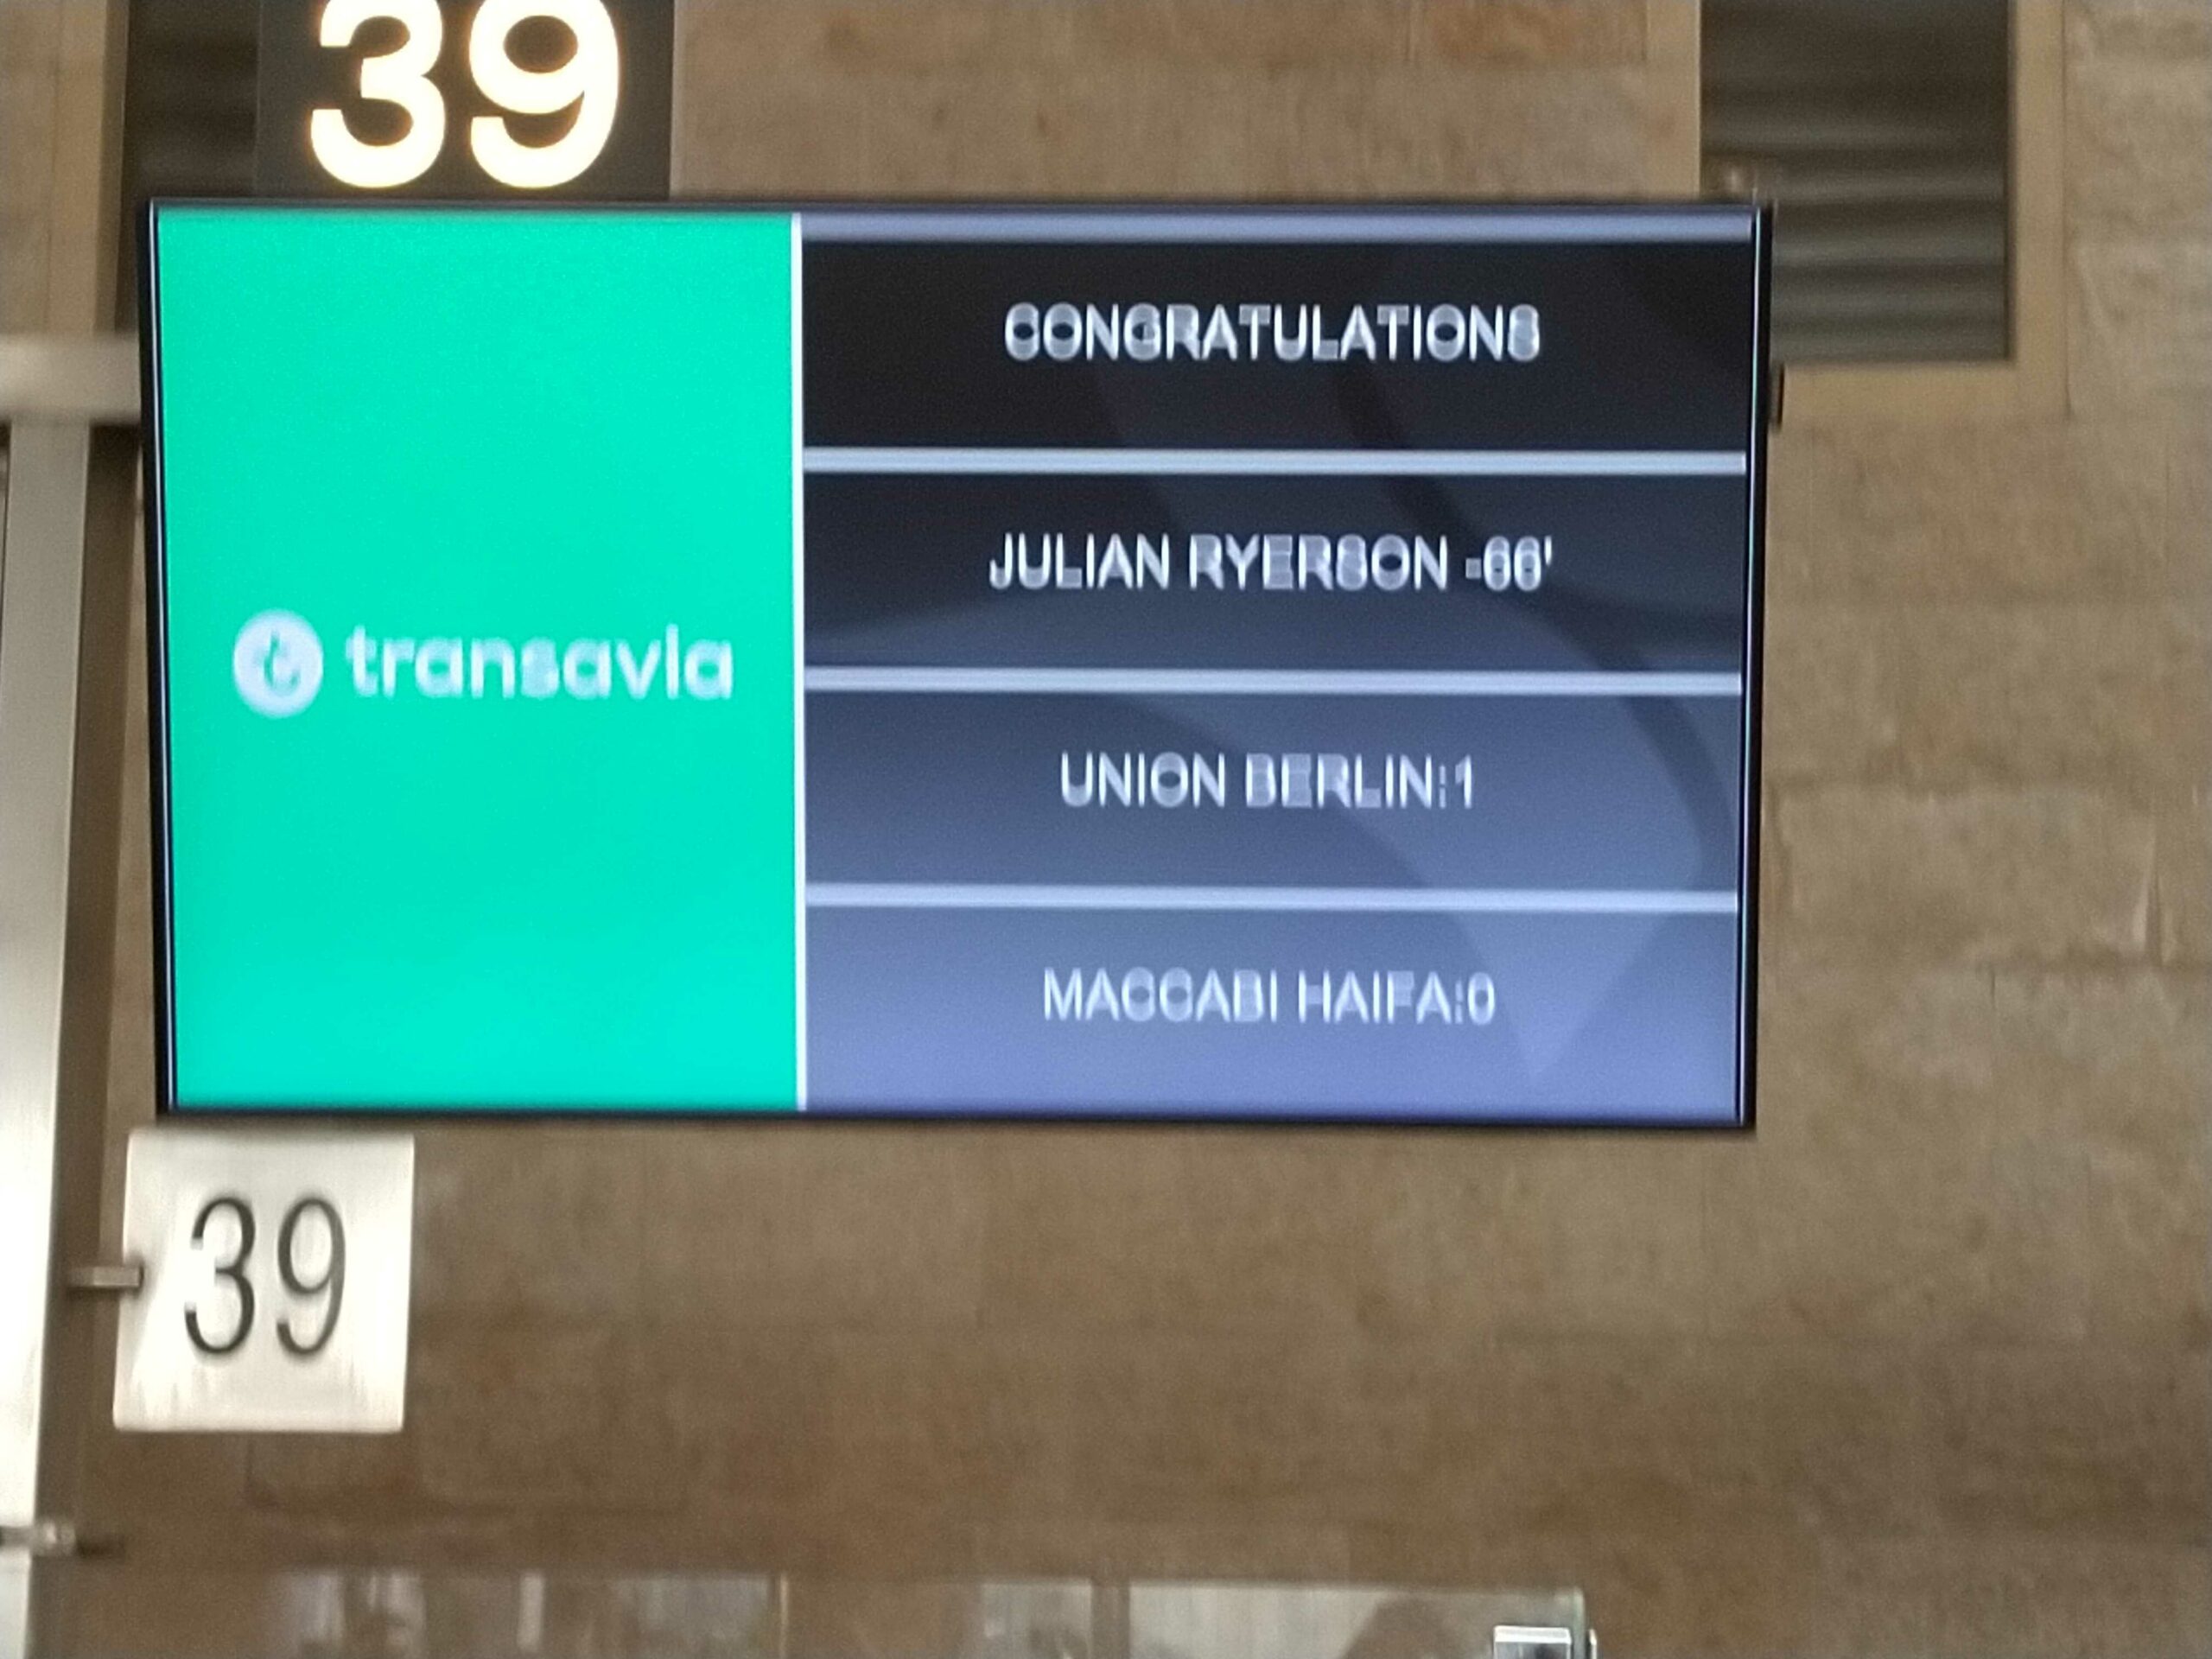 39
transavia
CONGRATULATIONS
JULIAN RYERSON -66'
UNION BERLIN:1
MACCABI HAIFA:0
39